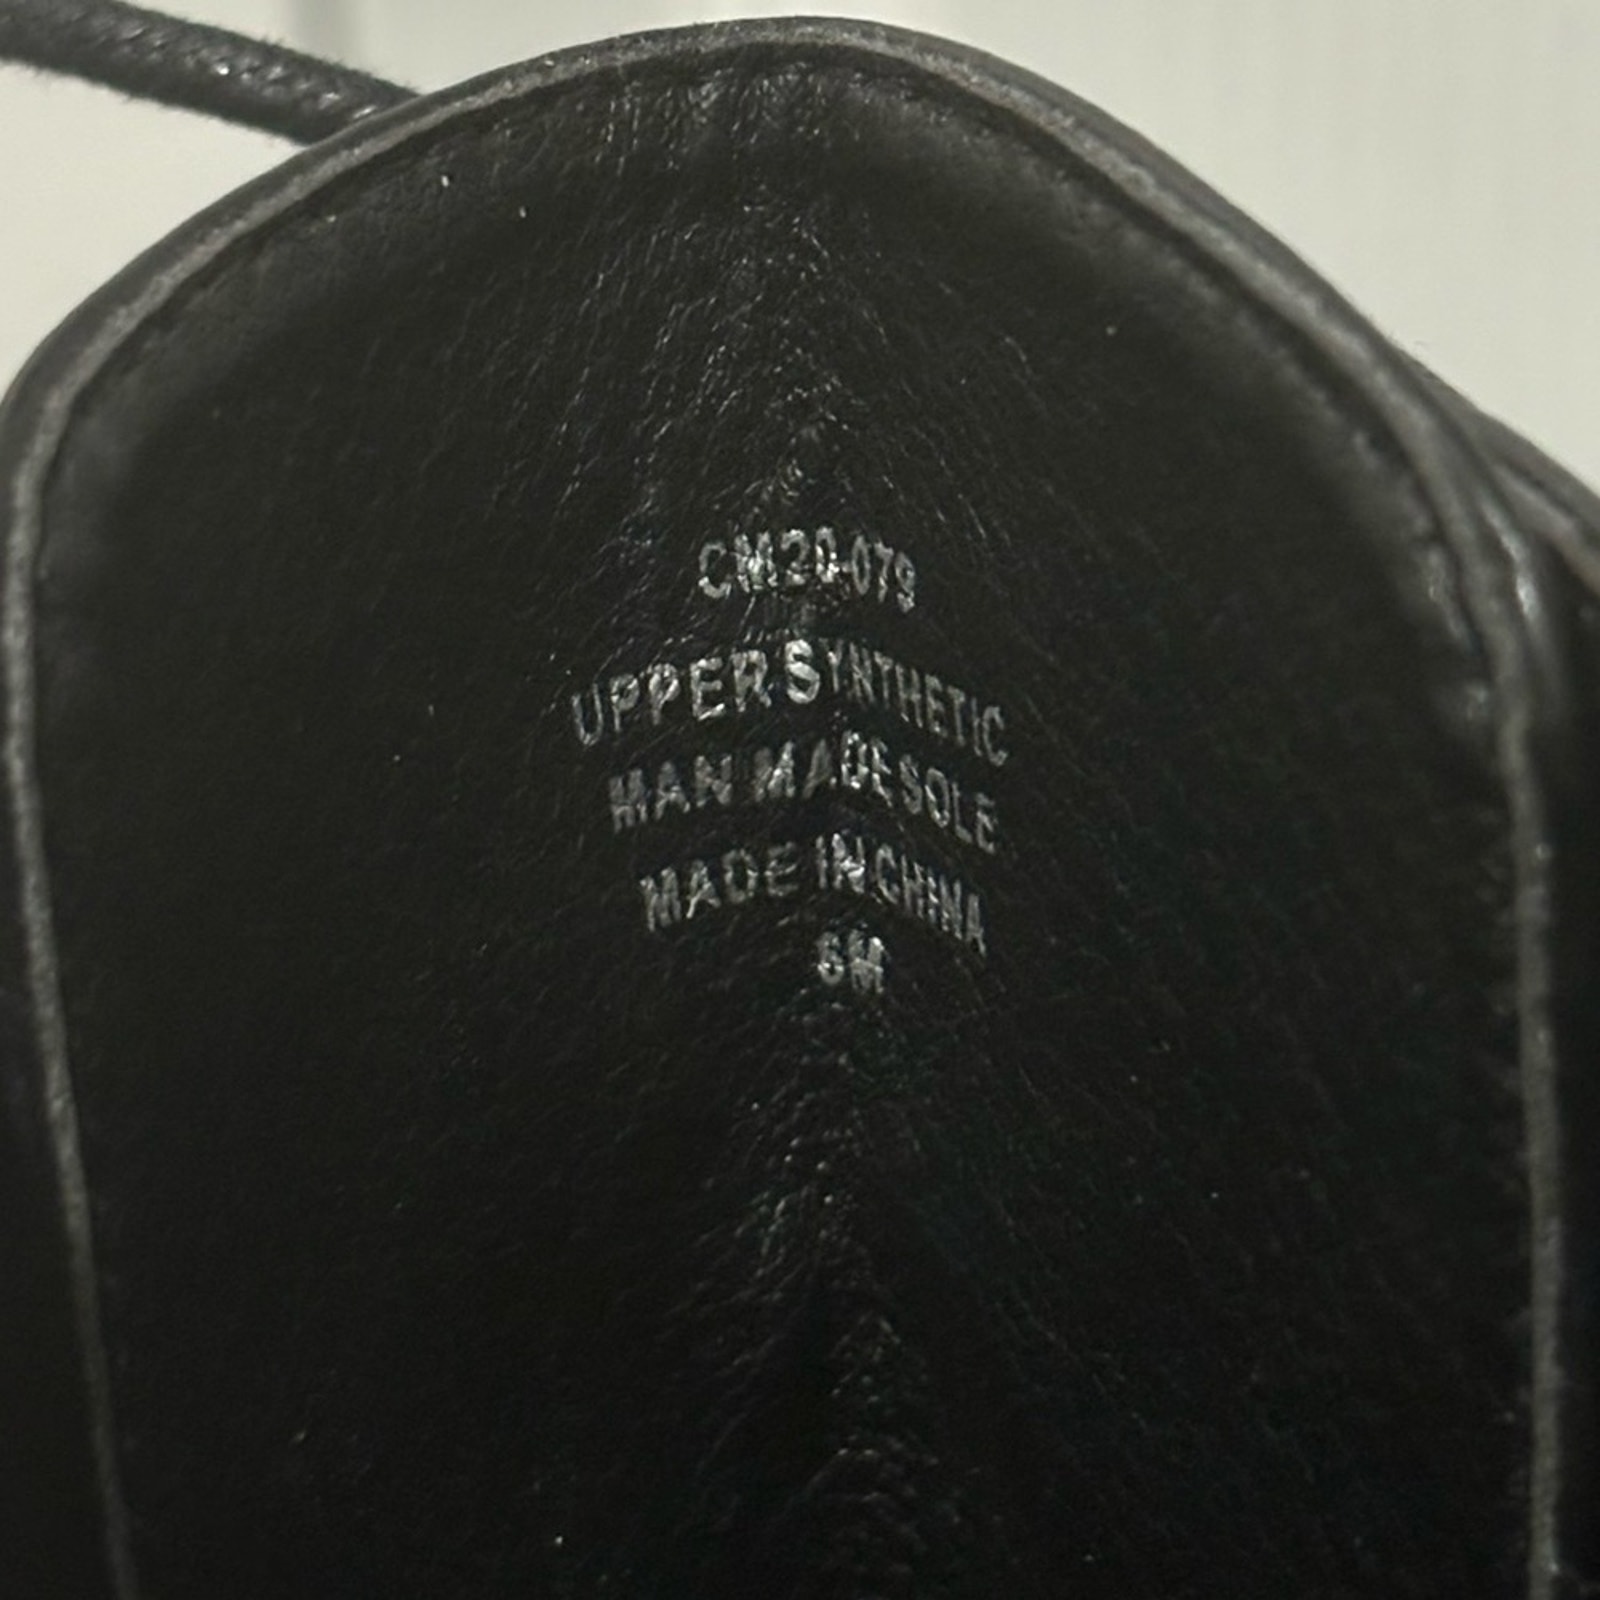 CM20-079
UPPER SYNTHETIC
MAN MADE SOLE
MADE IN CHINA
6M